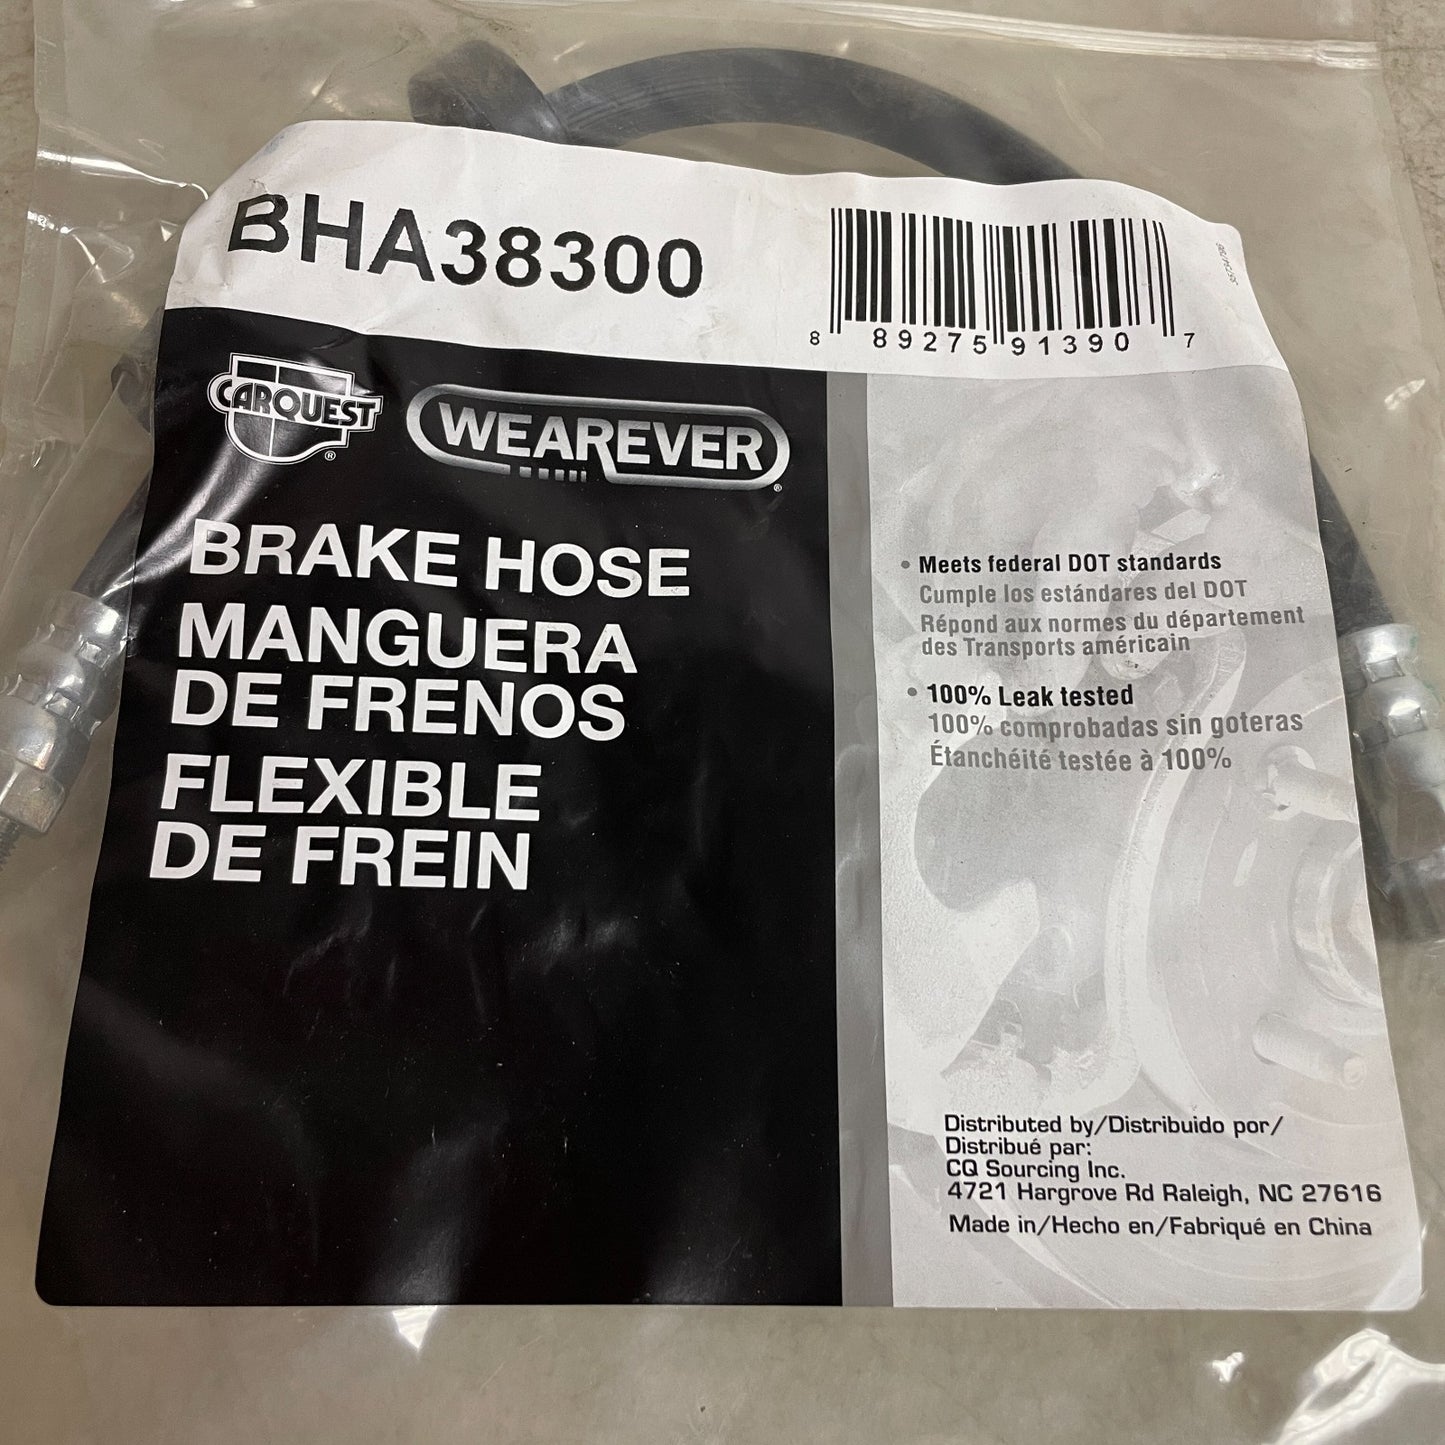 BHA38300
8 89275 91390 7
CARQUEST ®
WEAREVER ®
BRAKE HOSE
MANGUERA
DE FRENOS
FLEXIBLE
DE FREIN
• Meets federal DOT standards
Cumple los estándares del DOT
Répond aux normes du département
des Transports américain
• 100% Leak tested
100% comprobadas sin goteras
Étanchéité testée à 100%
Distributed by/Distribuido por/
Distribué par:
CQ Sourcing Inc.
4721 Hargrove Rd Raleigh, NC 27616
Made in/Hecho en/Fabriqué en China